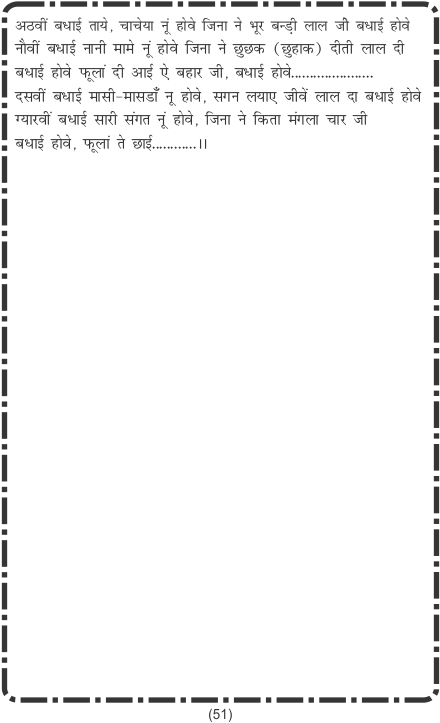 अठवीं बधाई ताये, चाचेया नूं होवे जिना ने भूर बन्ड़ी लाल जी बधाई होवे
नौवीं बधाई नानी मामे नूं होवे जिना ने छुछक (छुहाक) दीती लाल दी
बधाई होवे फूलां दी आई ऐ बहार जी, बधाई होवे......................
दसवीं बधाई मासी-मासडाँ नू होवे, सगन लयाए जीवें लाल दा बधाई होवे
ग्यारवीं बधाई सारी संगत नूं होवे, जिना ने किता मंगला चार जी
बधाई होवे, फूलां ते छाई............।।
(51)